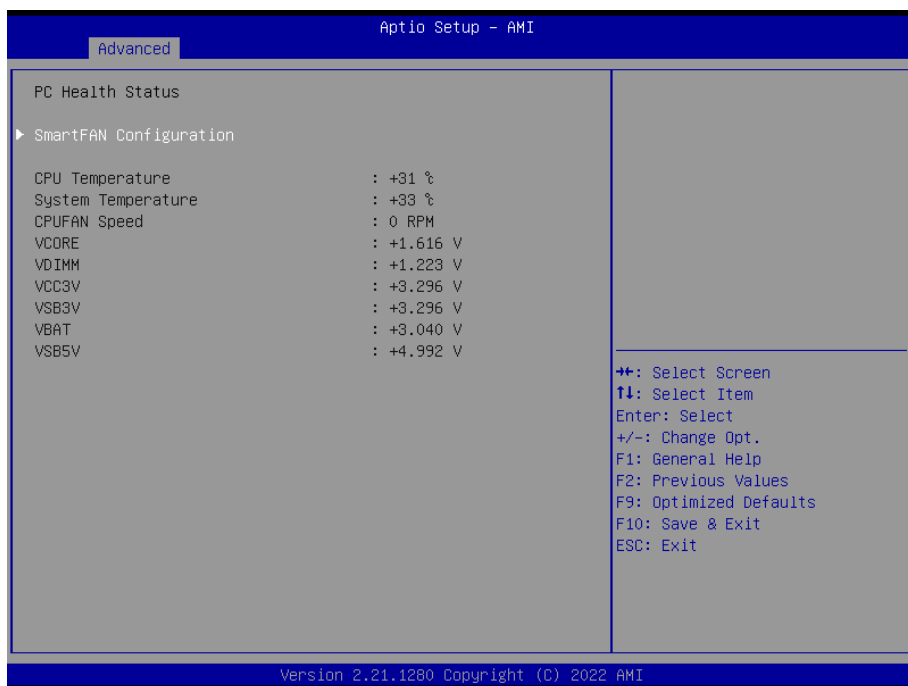 Aptio Setup – AMI
Advanced
PC Health Status
SmartFAN Configuration
CPU Temperature : +31 ℃
System Temperature : +33 ℃
CPUFAN Speed : 0 RPM
VCORE : +1.616 V
VDIMM : +1.223 V
VCC3V : +3.296 V
VSB3V : +3.296 V
VBAT : +3.040 V
VSB5V : +4.992 V
→←: Select Screen
↑↓: Select Item
Enter: Select
+/-: Change Opt.
F1: General Help
F2: Previous Values
F9: Optimized Defaults
F10: Save & Exit
ESC: Exit
Version 2.21.1280 Copyright (C) 2022 AMI